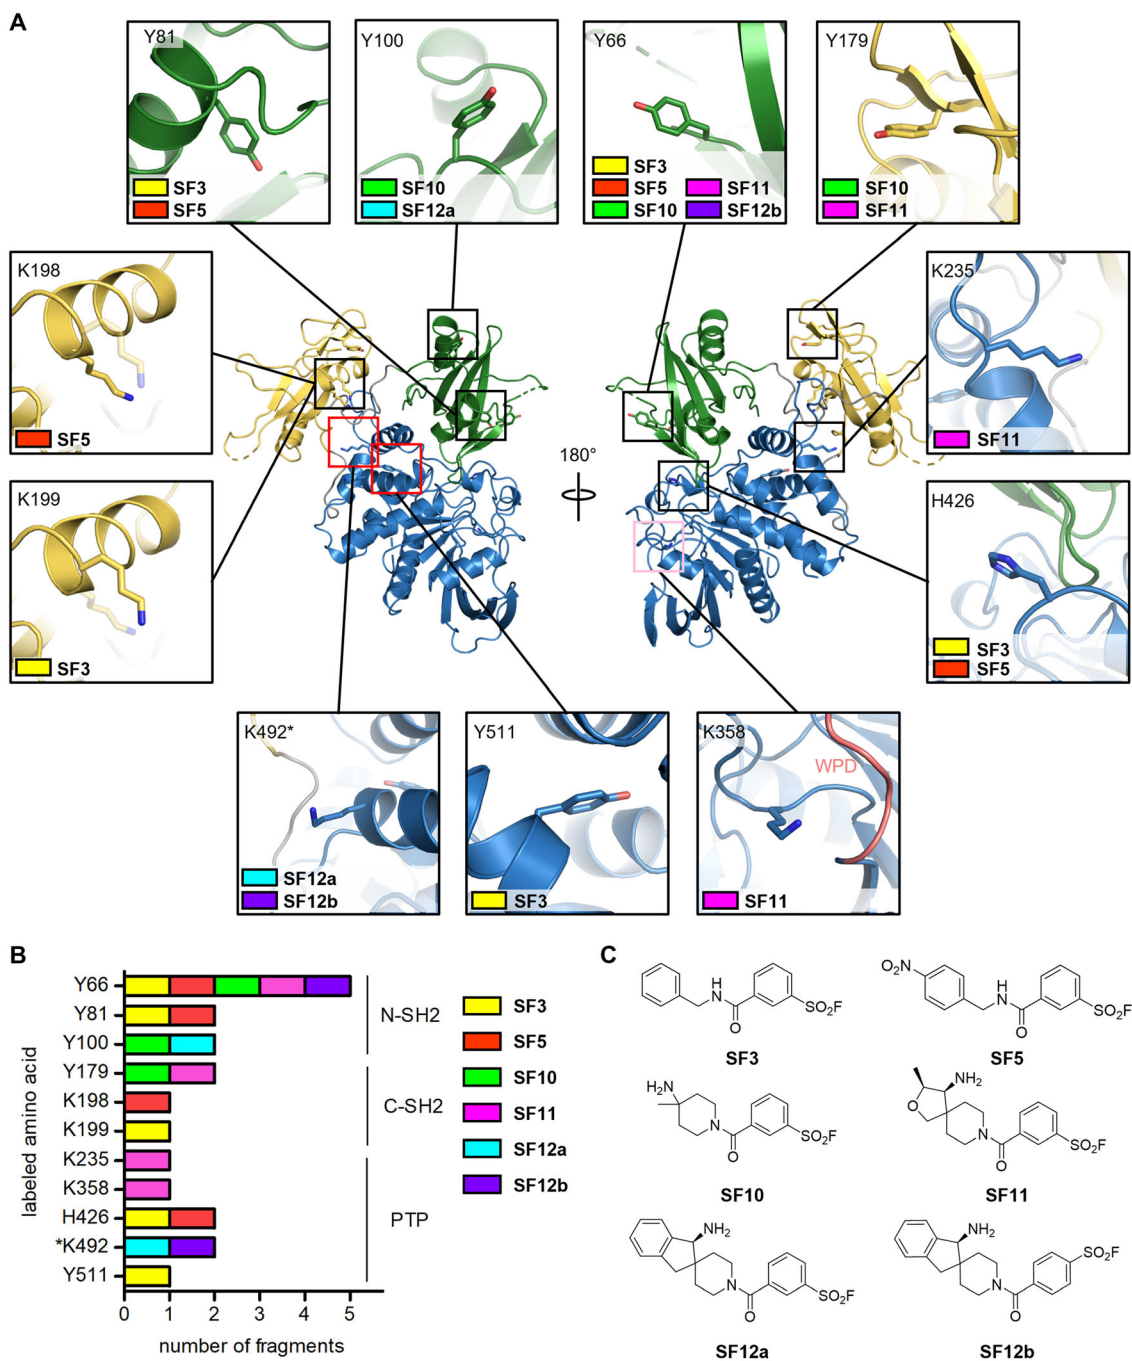 A
Y81
SF3
SF5
Y100
SF10
SF12a
Y66
SF3
SF5
SF11
SF10
SF12b
Y179
SF10
SF11
K198
SF5
K235
SF11
180°
K199
SF3
H426
SF3
SF5
K492*
SF12a
SF12b
Y511
SF3
K358
WPD
SF11
B
labeled amino acid
Y66
Y81
Y100
Y179
K198
K199
K235
K358
H426
*K492
Y511
0 1 2 3 4 5
number of fragments
N-SH2
C-SH2
PTP
SF3
SF5
SF10
SF11
SF12a
SF12b
C
H
N
O
SO₂F
SF3
O₂N
H
N
O
SO₂F
SF5
H₂N
N
O
SO₂F
SF10
NH₂
O
N
O
SO₂F
SF11
NH₂
N
O
SO₂F
SF12a
NH₂
SO₂F
N
O
SF12b